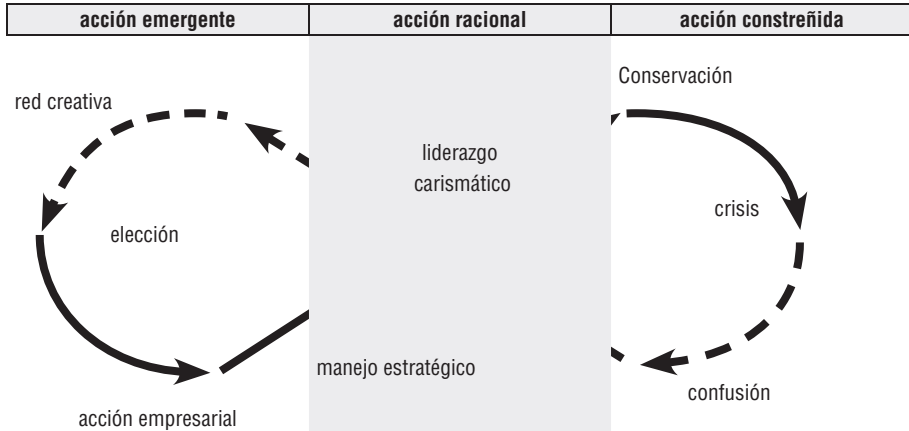 acción emergente
acción racional
acción constreñida
Conservación
red creativa
liderazgo
carismático
crisis
elección
manejo estratégico
confusión
acción empresarial